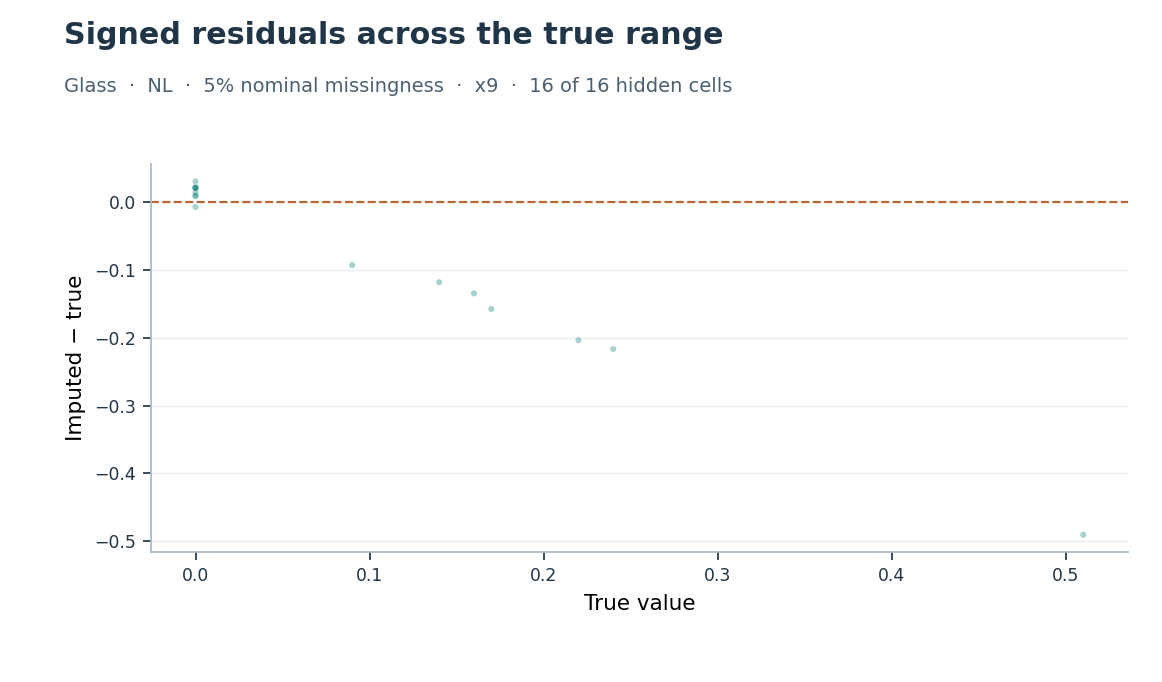 Signed residuals across the true range
Glass · NL · 5% nominal missingness · x9 · 16 of 16 hidden cells
Imputed − true
0.0
−0.1
−0.2
−0.3
−0.4
−0.5
0.0 0.1 0.2 0.3 0.4 0.5
True value